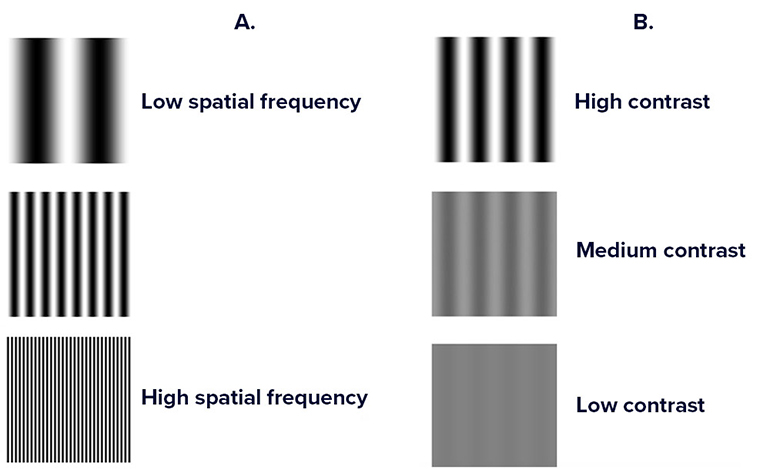 A.
Low spatial frequency
High spatial frequency
B.
High contrast
Medium contrast
Low contrast